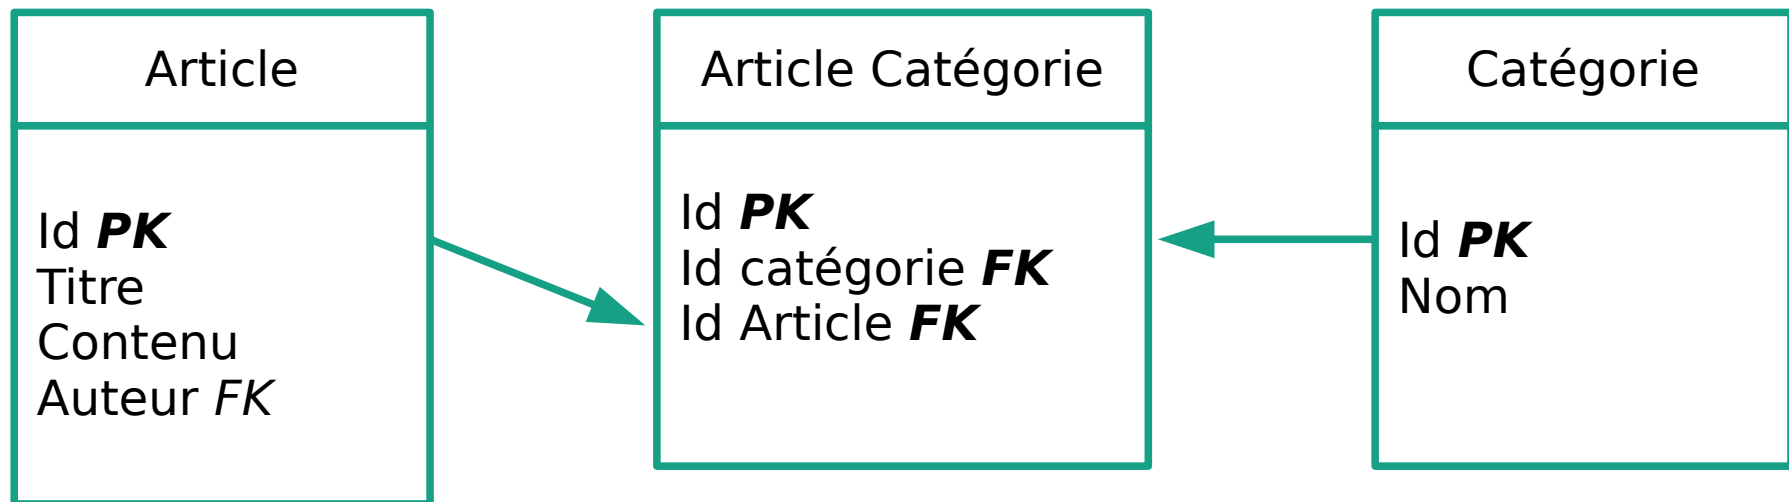 Article
Id PK
Titre
Contenu
Auteur FK
Article Catégorie
Id PK
Id catégorie FK
Id Article FK
Catégorie
Id PK
Nom